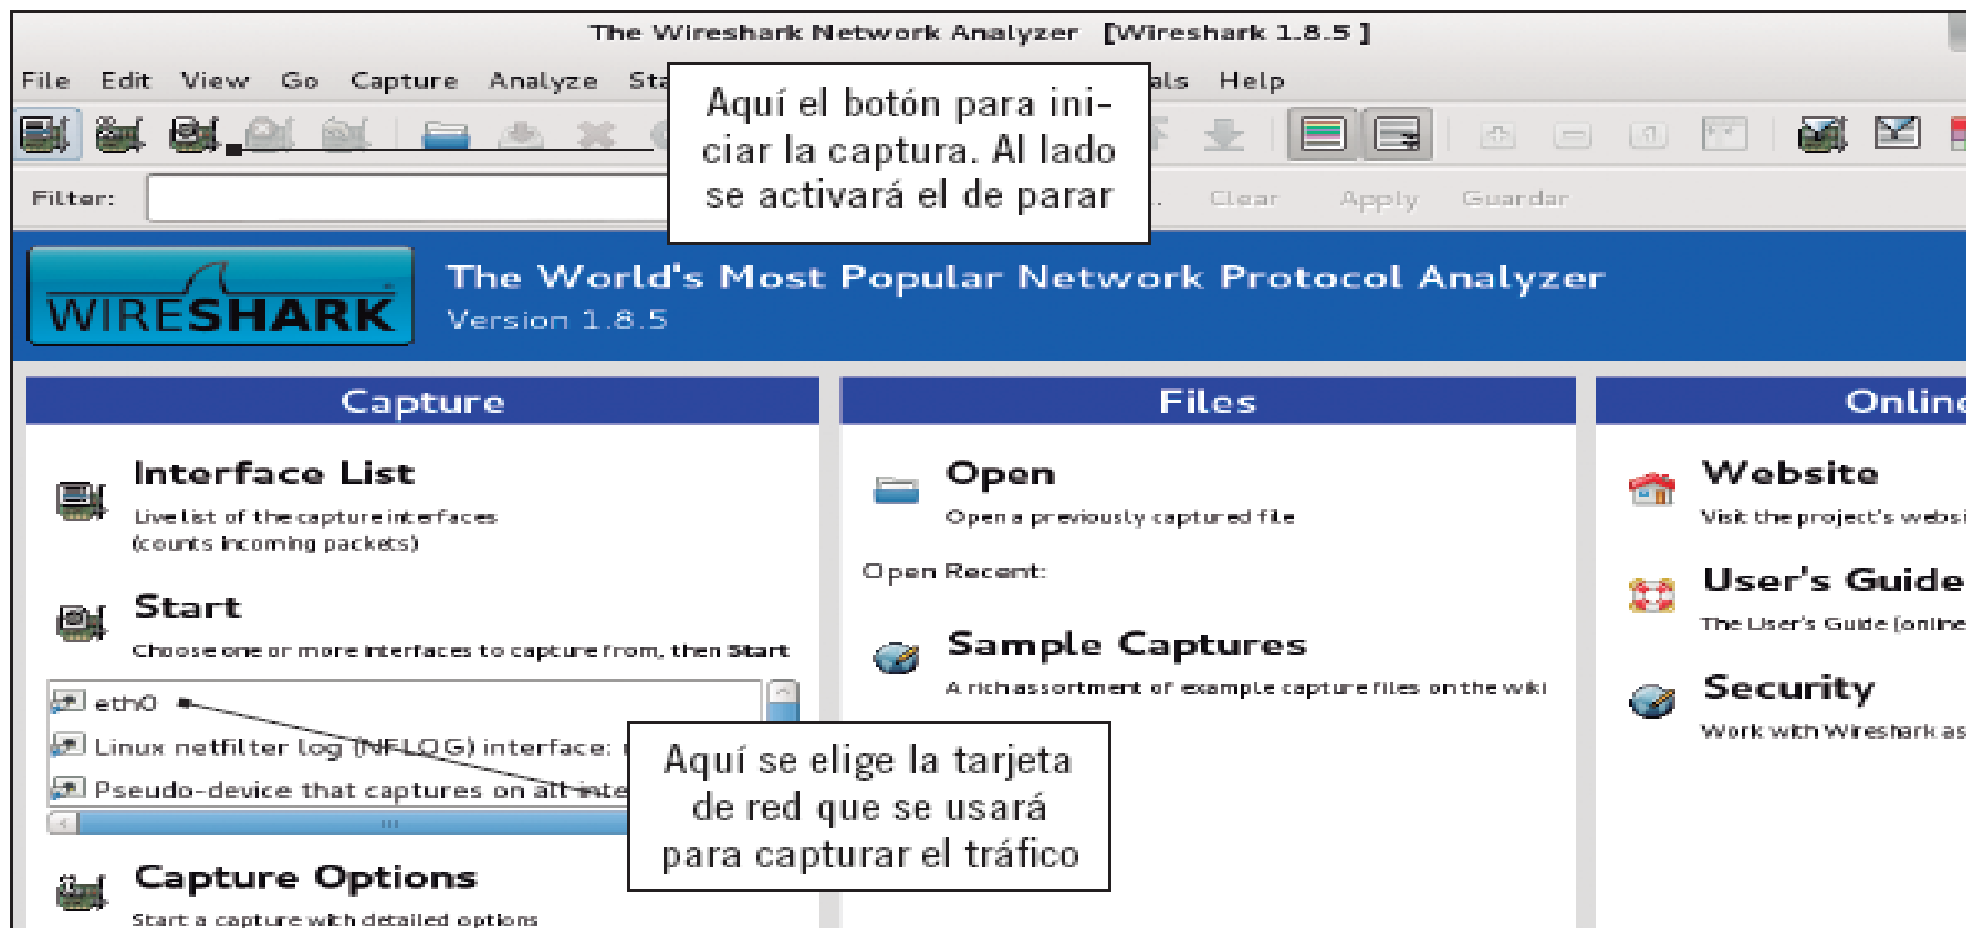 The Wireshark Network Analyzer [Wireshark 1.8.5 ]
File Edit View Go Capture Analyze Sta als Help
Aquí el botón para ini-
ciar la captura. Al lado
se activará el de parar
Filter: Clear Apply Guardar
WIRESHARK
The World's Most Popular Network Protocol Analyzer
Version 1.8.5
Capture
Interface List
Live list of the capture interfaces
(counts incoming packets)
Start
Choose one or more interfaces to capture from, then Start
eth0
Linux netfilter log (NFLOG) interface:
Pseudo-device that captures on all inte
Aquí se elige la tarjeta
de red que se usará
para capturar el tráfico
Capture Options
Start a capture with detailed options
Files
Open
Open a previously captured file
Open Recent:
Sample Captures
A rich assortment of example capture files on the wiki
Online
Website
Visit the project's websi
User's Guide
The User's Guide (online
Security
Work with Wireshark as